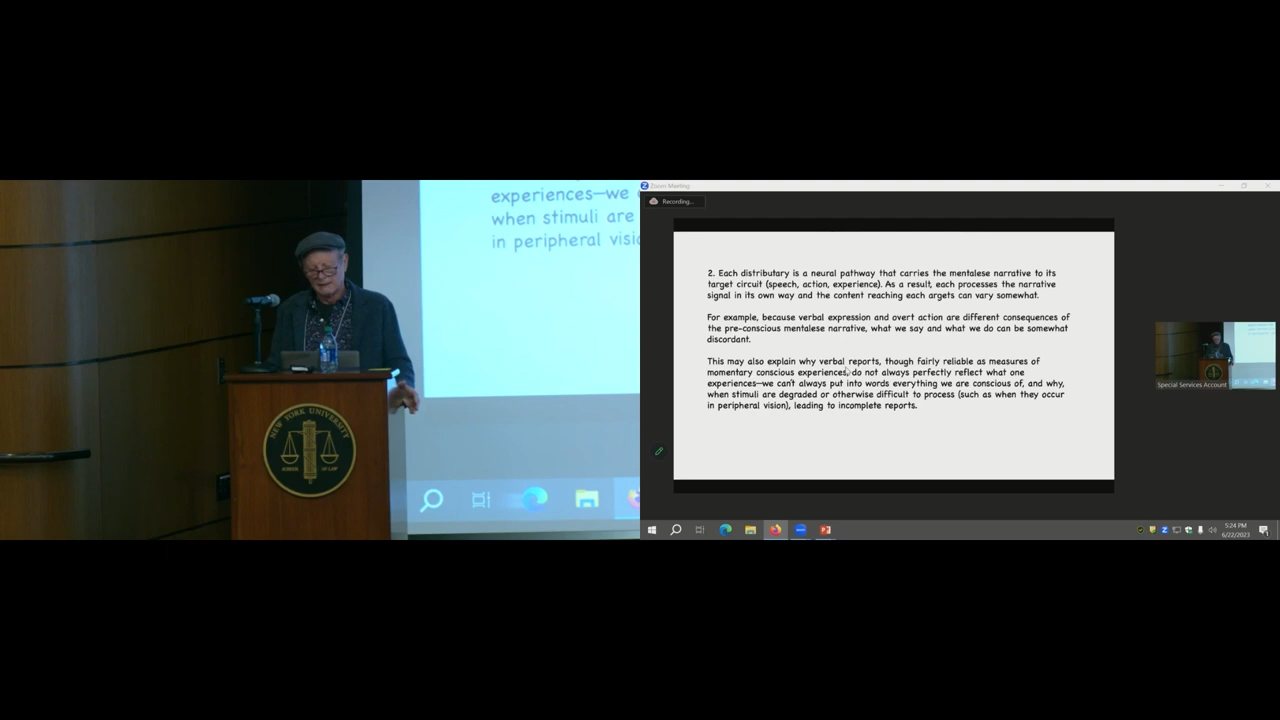 experiences—we
when stimuli are
in peripheral
NEW YORK UNIVERSITY
SCHOOL OF LAW
Zoom Meeting
Recording...
2. Each distributary is a neural pathway that carries the mentalese narrative to its
target circuit (speech, action, experience). As a result, each processes the narrative
signal in its own way and the content reaching each argets can vary somewhat.
For example, because verbal expression and overt action are different consequences of
the pre-conscious mentalese narrative, what we say and what we do can be somewhat
discordant.
This may also explain why verbal reports, though fairly reliable as measures of
momentary conscious experiences, do not always perfectly reflect what one
experiences—we can't always put into words everything we are conscious of, and why,
when stimuli are degraded or otherwise difficult to process (such as when they occur
in peripheral vision), leading to incomplete reports.
Special Services Account
5:24 PM
6/22/2023